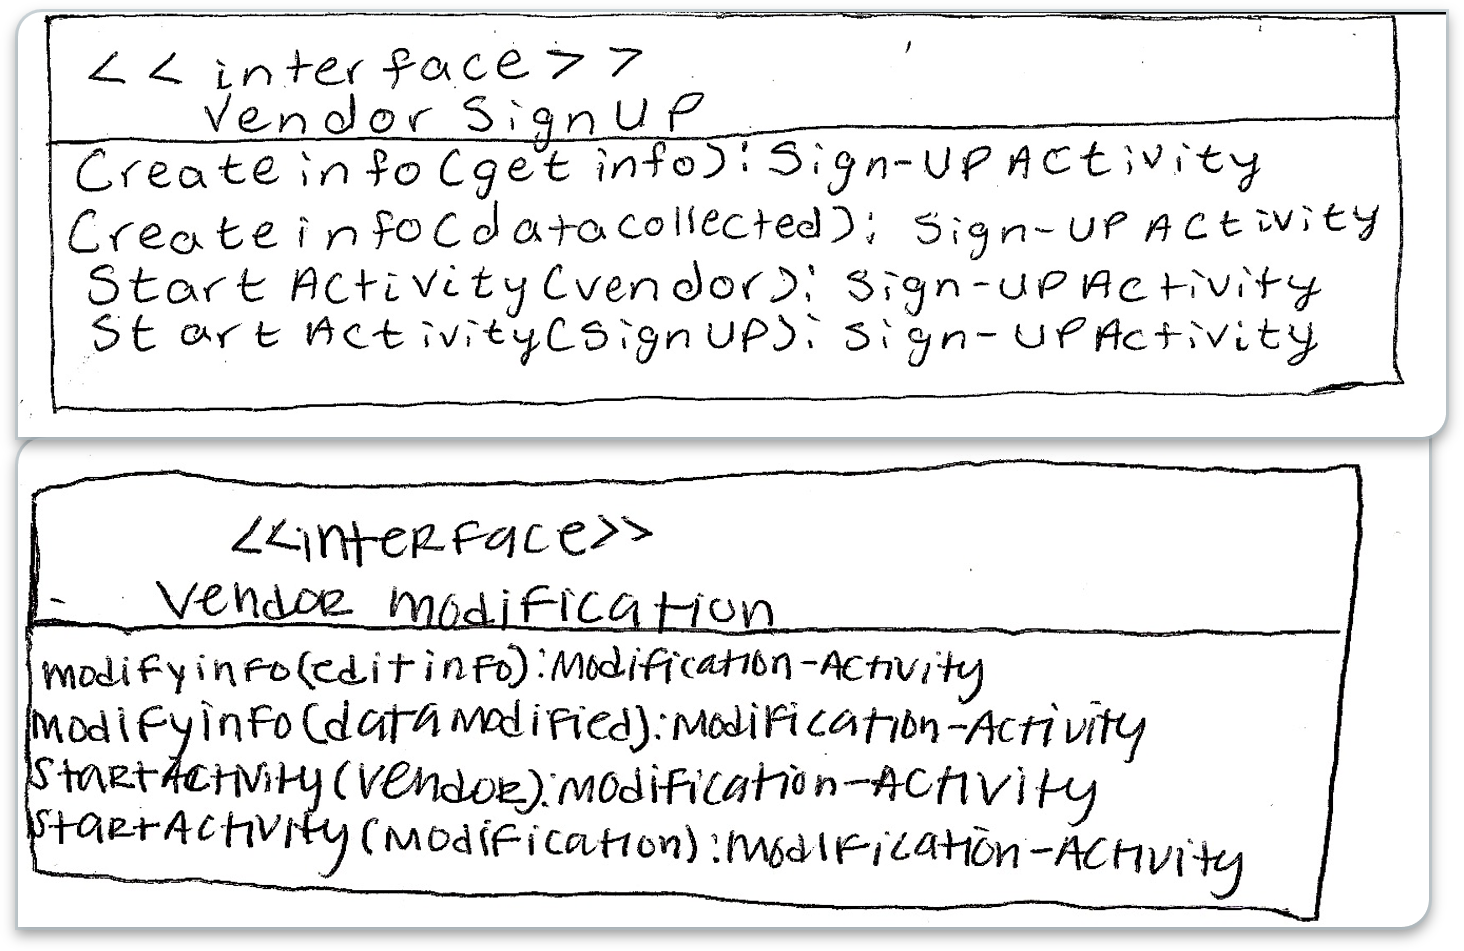 <<interface>>
Vendor SignUP
Createinfo(get info): Sign-UP Activity
Createinfo(datacollected): Sign-UP Activity
Start Activity(vendor): Sign-UP Activity
Start Activity(SignUP): Sign-UP Activity
<<interface>>
Vendor modification
modifyinfo(editinfo):Modification-Activity
modifyinfo(data modified):Modification-Activity
StartActivity(vendor):modification-Activity
StartActivity(modification):modification-Activity